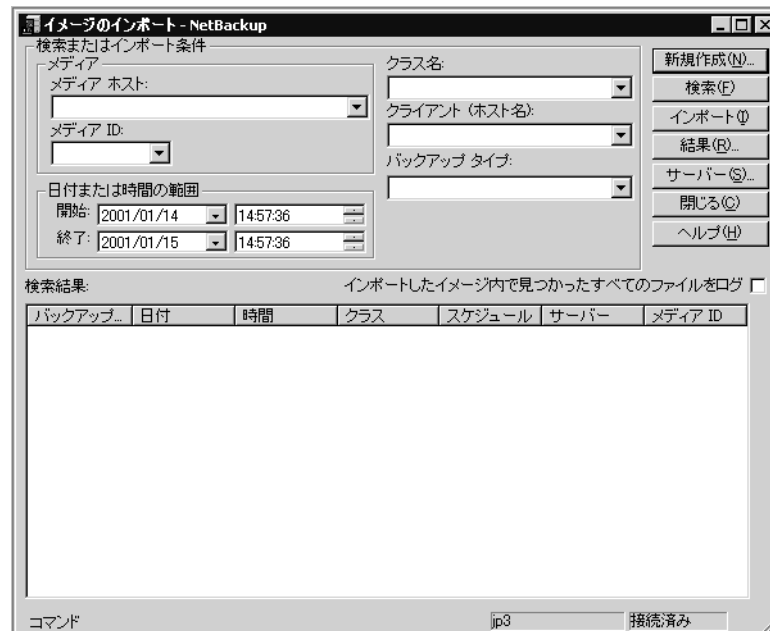 イメージのインポート - NetBackup
検索またはインポート条件
メディア
メディア ホスト:
メディア ID:
クラス名:
クライアント (ホスト名):
バックアップ タイプ:
日付または時間の範囲
開始: 2001/01/14 14:57:36
終了: 2001/01/15 14:57:36
新規作成(N)...
検索(F)
インポート(I)
結果(R)...
サーバー(S)...
閉じる(C)
ヘルプ(H)
検索結果:
インポートしたイメージ内で見つかったすべてのファイルをログ
バックアップ... 日付 時間 クラス スケジュール サーバー メディア ID
コマンド jp3 接続済み